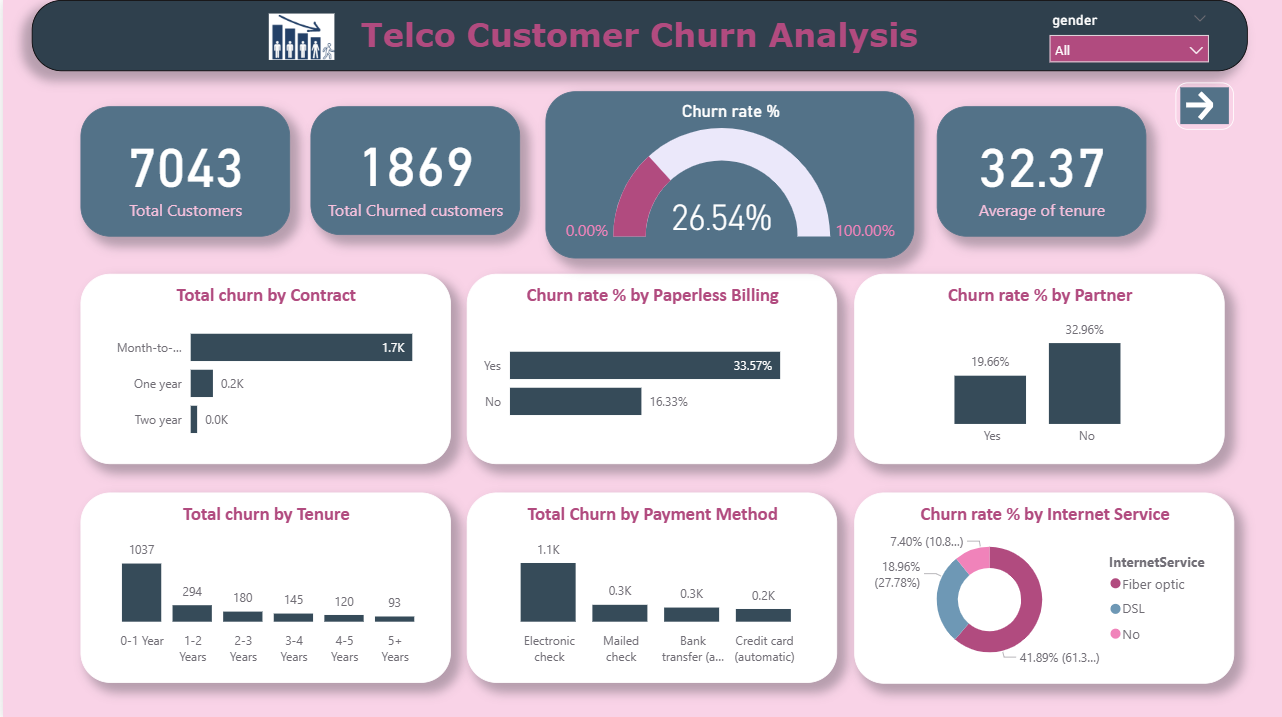 Telco Customer Churn Analysis
gender
All
7043
Total Customers
1869
Total Churned customers
Churn rate %
0.00%
26.54%
100.00%
32.37
Average of tenure
Total churn by Contract
Month-to-...
1.7K
One year
0.2K
Two year
0.0K
Churn rate % by Paperless Billing
Yes
33.57%
No
16.33%
Churn rate % by Partner
19.66%
32.96%
Yes
No
Total churn by Tenure
1037
294
180
145
120
93
0-1 Year
1-2
Years
2-3
Years
3-4
Years
4-5
Years
5+
Years
Total Churn by Payment Method
1.1K
0.3K
0.3K
0.2K
Electronic
check
Mailed
check
Bank
transfer (a...
Credit card
(automatic)
Churn rate % by Internet Service
7.40% (10.8...)
18.96%
(27.78%)
41.89% (61.3...)
InternetService
Fiber optic
DSL
No